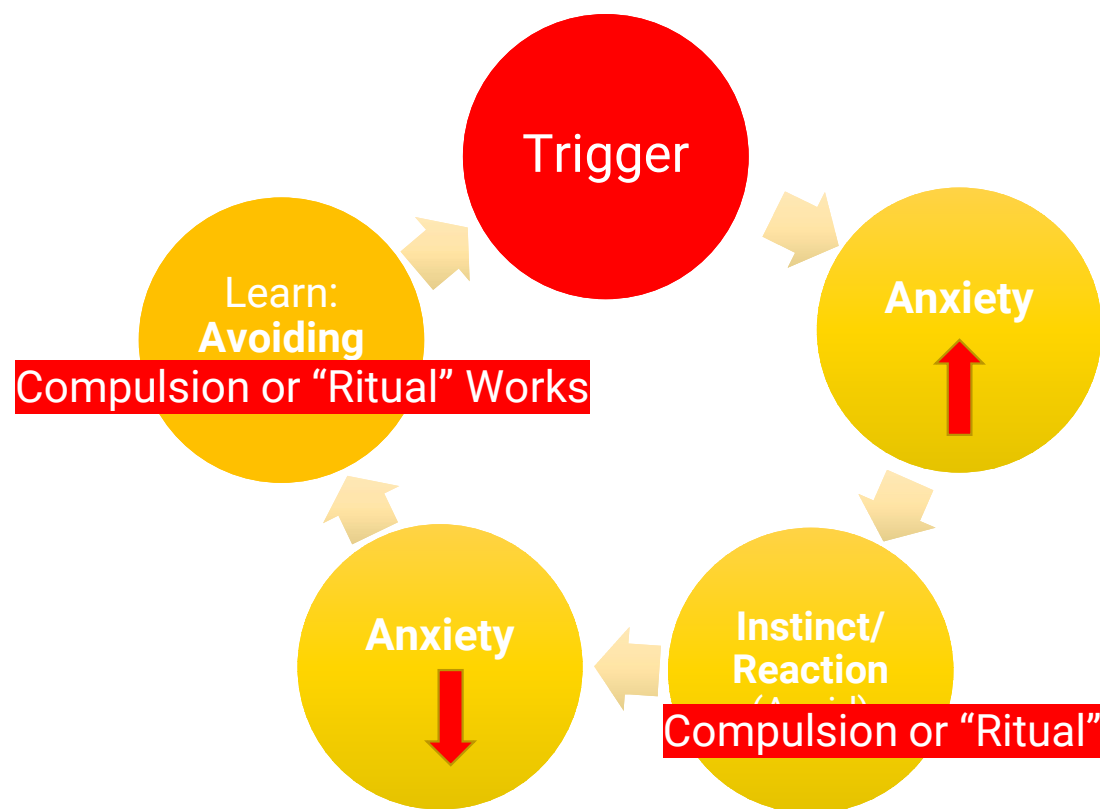 Trigger
Anxiety
Instinct/
Reaction
Compulsion or “Ritual”
Anxiety
Learn:
Avoiding
Compulsion or “Ritual” Works